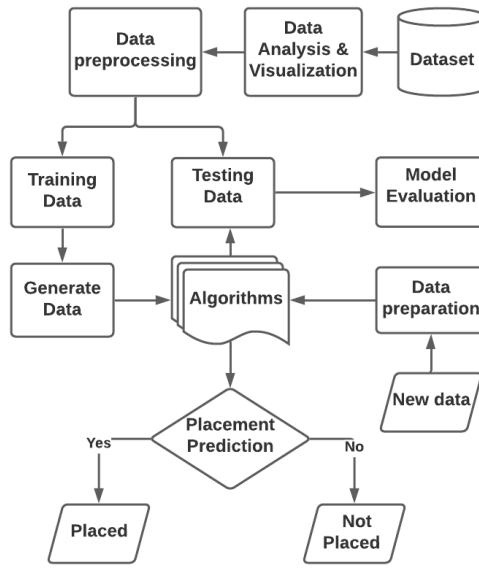 Data
preprocessing
Data
Analysis &
Visualization
Dataset
Training
Data
Testing
Data
Model
Evaluation
Generate
Data
Algorithms
Data
preparation
New data
Placement
Prediction
Yes
No
Placed
Not
Placed